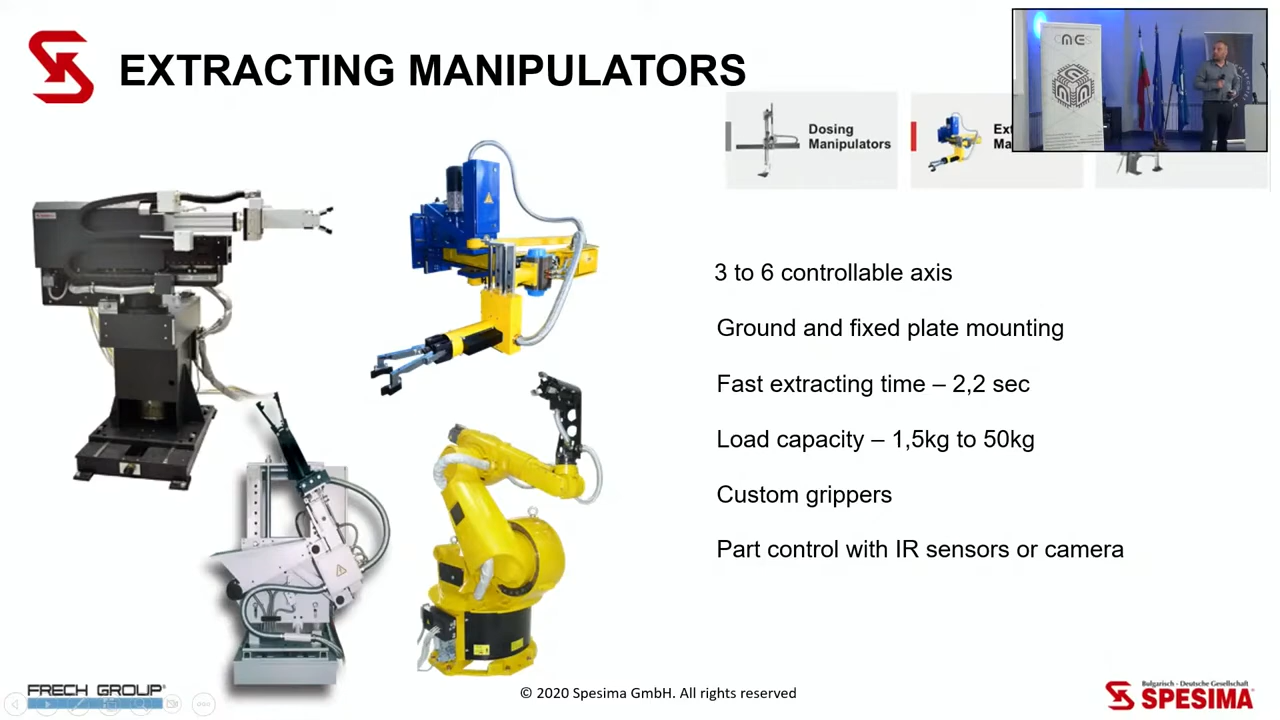 EXTRACTING MANIPULATORS
CMES
Dosing
Manipulators
3 to 6 controllable axis
Ground and fixed plate mounting
Fast extracting time – 2,2 sec
Load capacity – 1,5kg to 50kg
Custom grippers
Part control with IR sensors or camera
FRECH GROUP
© 2020 Spesima GmbH. All rights reserved
Bulgarisch - Deutsche Gesellschaft
SPESIMA®